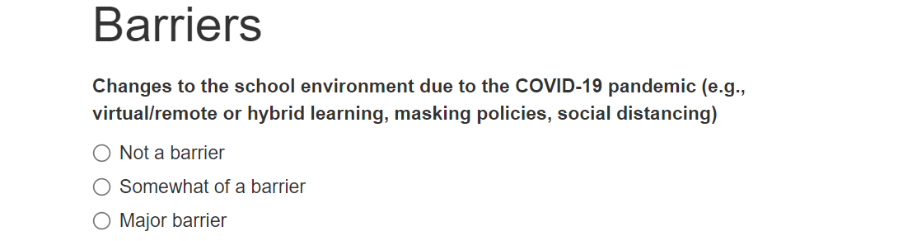 Barriers
Changes to the school environment due to the COVID-19 pandemic (e.g.,
virtual/remote or hybrid learning, masking policies, social distancing)
Not a barrier
Somewhat of a barrier
Major barrier